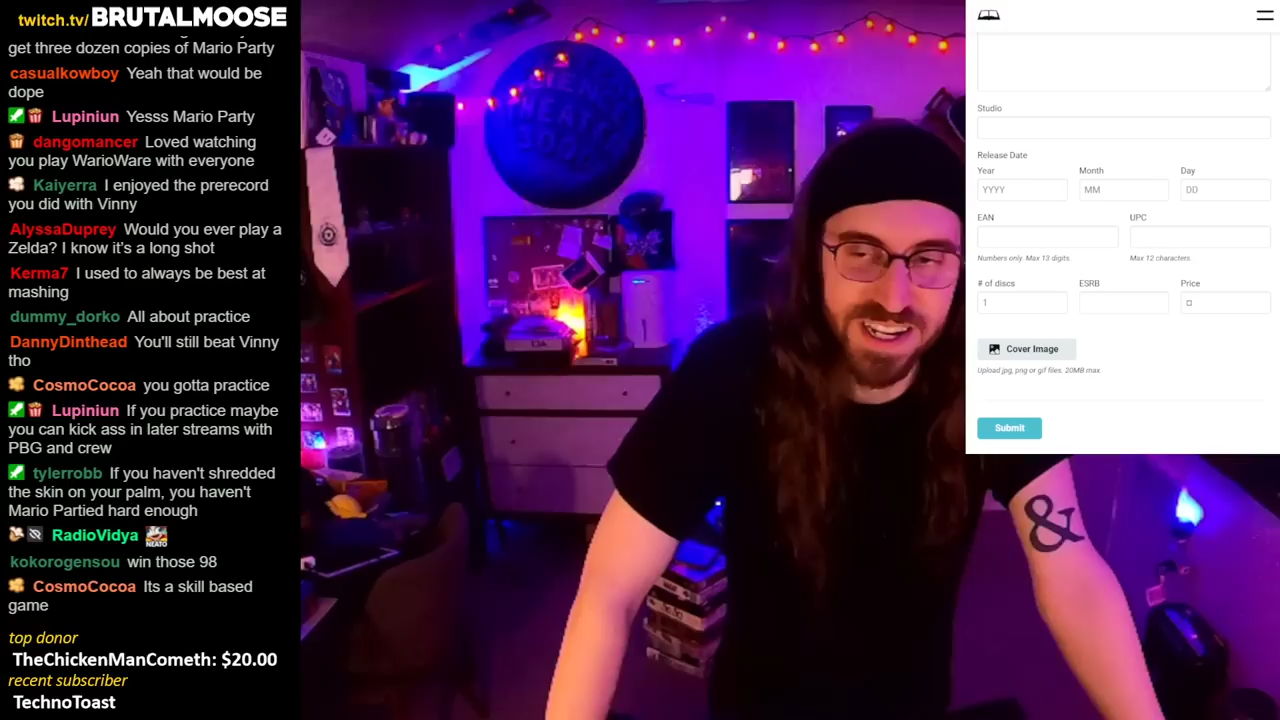 twitch.tv/BRUTALMOOSE
get three dozen copies of Mario Party
casualkowboy Yeah that would be
dope
Lupiniun Yesss Mario Party
dangomancer Loved watching
you play WarioWare with everyone
Kaiyerra I enjoyed the prerecord
you did with Vinny
AlyssaDuprey Would you ever play a
Zelda? I know it's a long shot
Kerma7 I used to always be best at
mashing
dummy_dorko All about practice
DannyDinthead You'll still beat Vinny
tho
CosmoCocoa you gotta practice
Lupiniun If you practice maybe
you can kick ass in later streams with
PBG and crew
tylerrobb If you haven't shredded
the skin on your palm, you haven't
Mario Partied hard enough
RadioVidya NEATO
kokorogensou win those 98
CosmoCocoa Its a skill based
game
top donor
TheChickenManCometh: $20.00
recent subscriber
TechnoToast
&
Studio
Release Date
Year Month Day
YYYY MM DD
EAN UPC
Numbers only. Max 13 digits. Max 12 characters.
# of discs ESRB Price
1
Cover Image
Upload jpg, png or gif files. 20MB max.
Submit